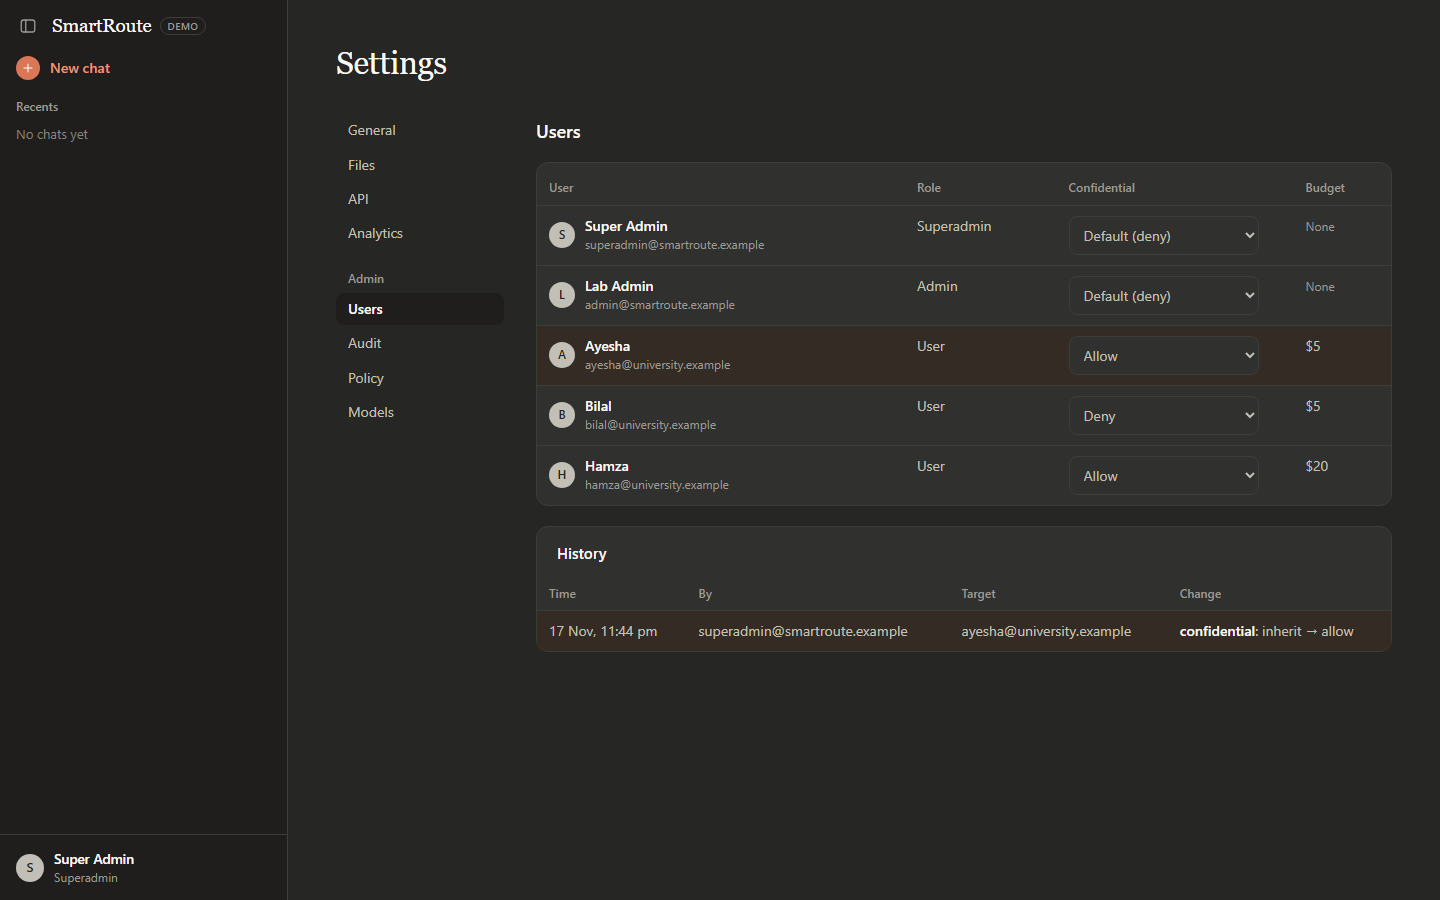 SmartRoute DEMO
New chat
Recents
No chats yet
Settings
General
Files
API
Analytics
Admin
Users
Audit
Policy
Models
Users
User Role Confidential Budget
S Super Admin Superadmin Default (deny) None
superadmin@smartroute.example
L Lab Admin Admin Default (deny) None
admin@smartroute.example
A Ayesha User Allow $5
ayesha@university.example
B Bilal User Deny $5
bilal@university.example
H Hamza User Allow $20
hamza@university.example
History
Time By Target Change
17 Nov, 11:44 pm superadmin@smartroute.example ayesha@university.example confidential: inherit → allow
S Super Admin
Superadmin